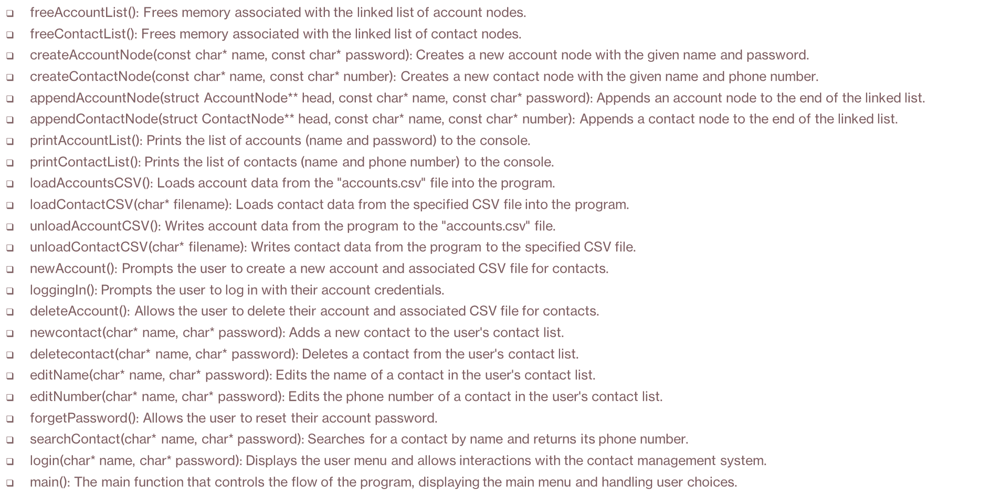 ❑ freeAccountList(): Frees memory associated with the linked list of account nodes.
❑ freeContactList(): Frees memory associated with the linked list of contact nodes.
❑ createAccountNode(const char* name, const char* password): Creates a new account node with the given name and password.
❑ createContactNode(const char* name, const char* number): Creates a new contact node with the given name and phone number.
❑ appendAccountNode(struct AccountNode** head, const char* name, const char* password): Appends an account node to the end of the linked list.
❑ appendContactNode(struct ContactNode** head, const char* name, const char* number): Appends a contact node to the end of the linked list.
❑ printAccountList(): Prints the list of accounts (name and password) to the console.
❑ printContactList(): Prints the list of contacts (name and phone number) to the console.
❑ loadAccountsCSV(): Loads account data from the "accounts.csv" file into the program.
❑ loadContactCSV(char* filename): Loads contact data from the specified CSV file into the program.
❑ unloadAccountCSV(): Writes account data from the program to the "accounts.csv" file.
❑ unloadContactCSV(char* filename): Writes contact data from the program to the specified CSV file.
❑ newAccount(): Prompts the user to create a new account and associated CSV file for contacts.
❑ loggingIn(): Prompts the user to log in with their account credentials.
❑ deleteAccount(): Allows the user to delete their account and associated CSV file for contacts.
❑ newcontact(char* name, char* password): Adds a new contact to the user's contact list.
❑ deletecontact(char* name, char* password): Deletes a contact from the user's contact list.
❑ editName(char* name, char* password): Edits the name of a contact in the user's contact list.
❑ editNumber(char* name, char* password): Edits the phone number of a contact in the user's contact list.
❑ forgetPassword(): Allows the user to reset their account password.
❑ searchContact(char* name, char* password): Searches for a contact by name and returns its phone number.
❑ login(char* name, char* password): Displays the user menu and allows interactions with the contact management system.
❑ main(): The main function that controls the flow of the program, displaying the main menu and handling user choices.